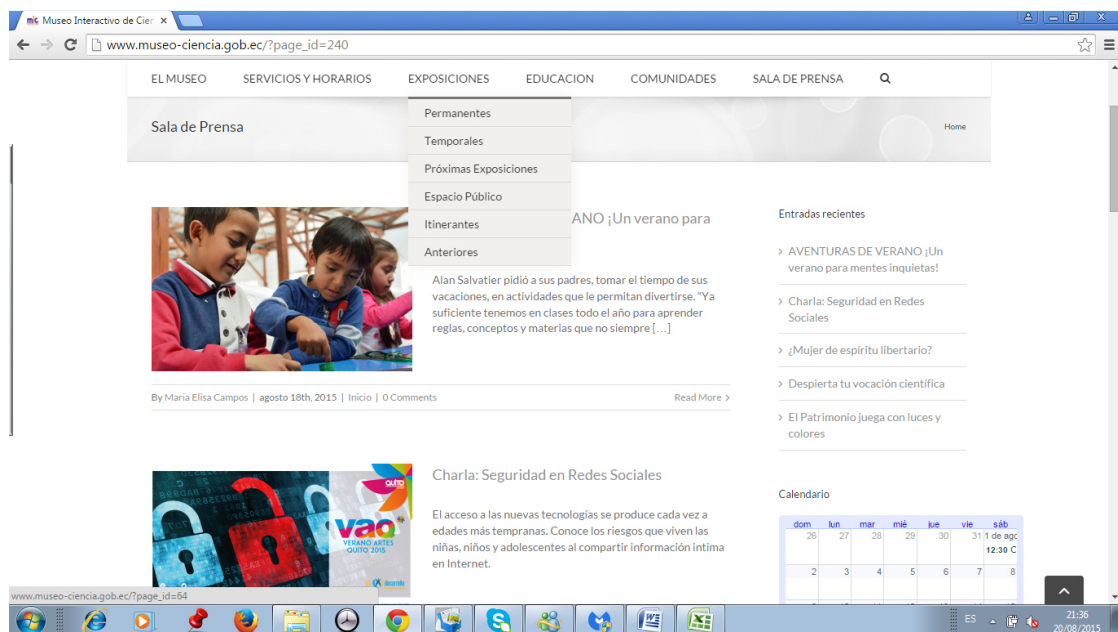 mic Museo Interactivo de Cier
www.museo-ciencia.gob.ec/?page_id=240
EL MUSEO SERVICIOS Y HORARIOS EXPOSICIONES EDUCACION COMUNIDADES SALA DE PRENSA
Sala de Prensa
Home
Permanentes
Temporales
Próximas Exposiciones
Espacio Público
Itinerantes
Anteriores
ANO ¡Un verano para
Alan Salvatier pidió a sus padres, tomar el tiempo de sus
vacaciones, en actividades que le permitan divertirse. "Ya
suficiente tenemos en clases todo el año para aprender
reglas, conceptos y materias que no siempre [...]
By Maria Elisa Campos | agosto 18th, 2015 | Inicio | 0 Comments
Read More >
Charla: Seguridad en Redes Sociales
El acceso a las nuevas tecnologías se produce cada vez a
edades más tempranas. Conoce los riesgos que viven las
niñas, niños y adolescentes al compartir información intima
en Internet.
QUITO
vao
VERANO ARTES
QUITO 2015
Entradas recientes
> AVENTURAS DE VERANO ¡Un
verano para mentes inquietas!
> Charla: Seguridad en Redes
Sociales
> ¿Mujer de espíritu libertario?
> Despierta tu vocación científica
> El Patrimonio juega con luces y
colores
Calendario
dom lun mar mié jue vie sáb
26 27 28 29 30 31 1 de ago
12:30 C
2 3 4 5 6 7 8
www.museo-ciencia.gob.ec/?page_id=64
ES
21:36
20/08/2015